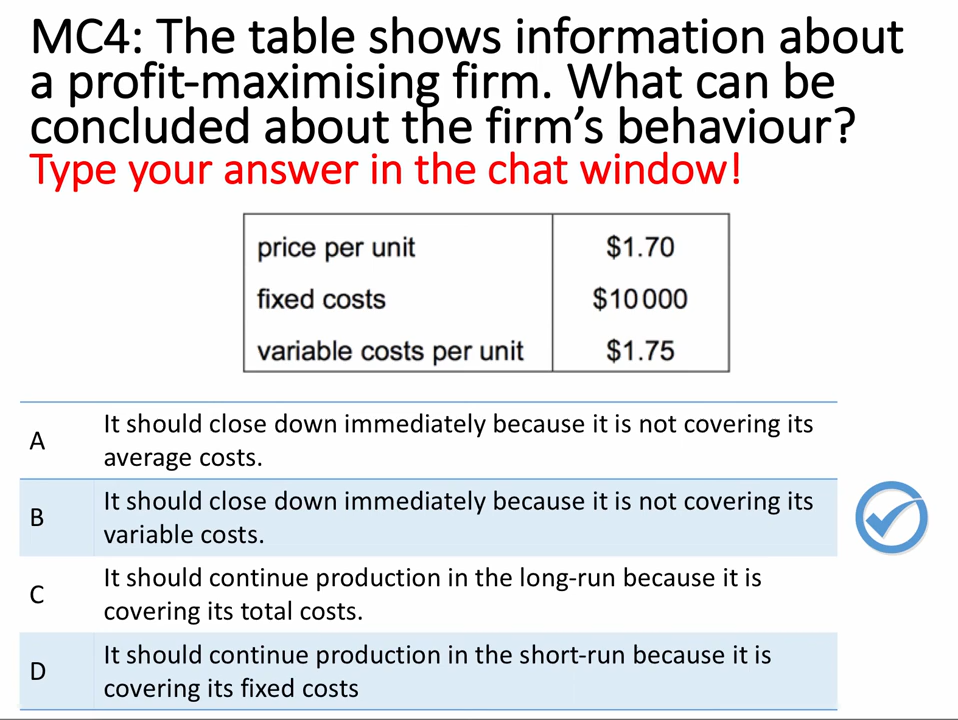 MC4: The table shows information about
a profit-maximising firm. What can be
concluded about the firm’s behaviour?
Type your answer in the chat window!
price per unit $1.70
fixed costs $10 000
variable costs per unit $1.75
A It should close down immediately because it is not covering its
average costs.
B It should close down immediately because it is not covering its
variable costs.
C It should continue production in the long-run because it is
covering its total costs.
D It should continue production in the short-run because it is
covering its fixed costs